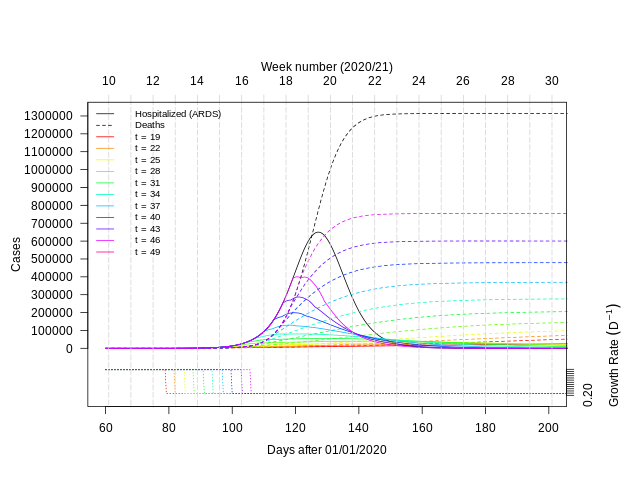 Week number (2020/21)
10 12 14 16 18 20 22 24 26 28 30
Hospitalized (ARDS)
Deaths
t = 19
t = 22
t = 25
t = 28
t = 31
t = 34
t = 37
t = 40
t = 43
t = 46
t = 49
1300000
1200000
1100000
1000000
900000
800000
700000
600000
500000
400000
300000
200000
100000
0
Cases
0.20
Growth Rate (D⁻¹)
60 80 100 120 140 160 180 200
Days after 01/01/2020